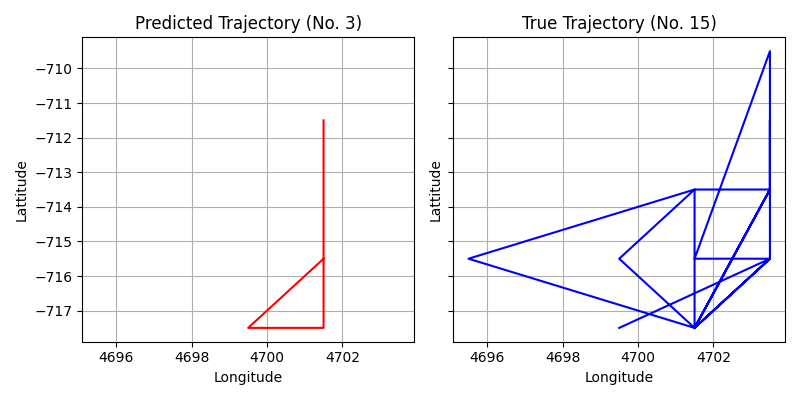 Predicted Trajectory (No. 3)
True Trajectory (No. 15)
Lattitude
−710
−711
−712
−713
−714
−715
−716
−717
4696
4698
4700
4702
Longitude
Lattitude
4696
4698
4700
4702
Longitude